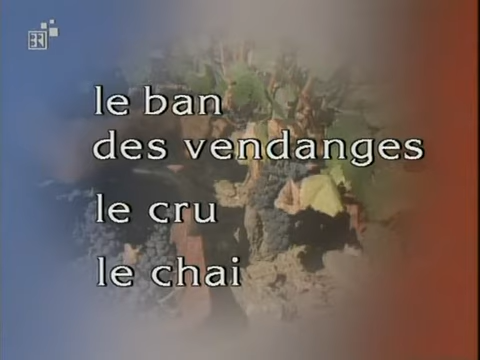 le ban
des vendanges
le cru
le chai